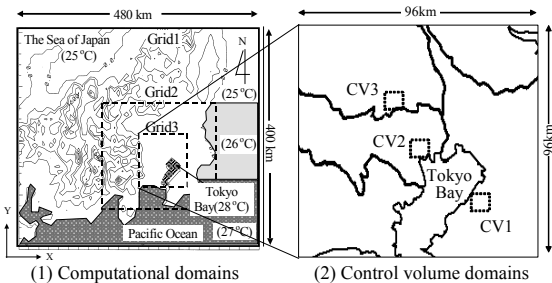 480 km
The Sea of Japan
(25°C)
Grid1
N
Grid2
(25°C)
Grid3
(26°C)
400 km
Tokyo
Bay(28°C)
Pacific Ocean
(27°C)
Y
X
(1) Computational domains
96km
CV3
CV2
Tokyo
Bay
CV1
96km
(2) Control volume domains